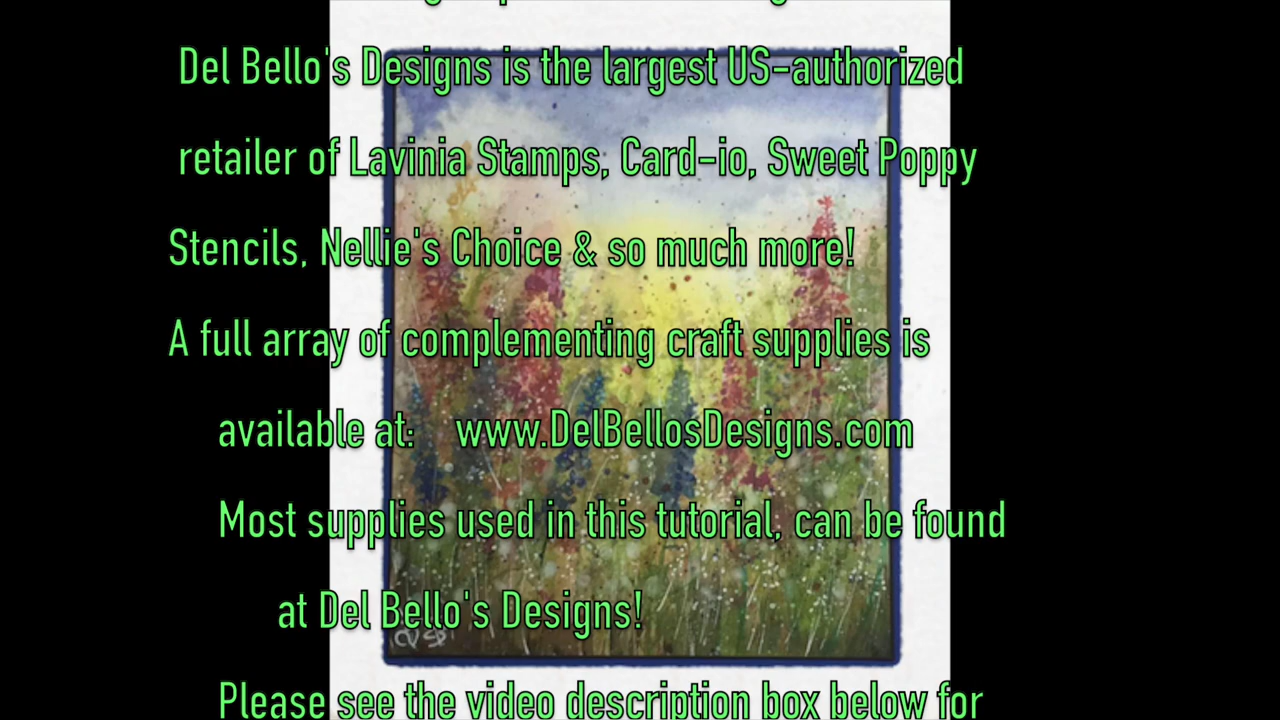 Del Bello's Designs is the largest US-authorized
retailer of Lavinia Stamps, Card-io, Sweet Poppy
Stencils, Nellie's Choice & so much more!
A full array of complementing craft supplies is
available at: www.DelBellosDesigns.com
Most supplies used in this tutorial, can be found
at Del Bello's Designs!
Please see the video description box below for